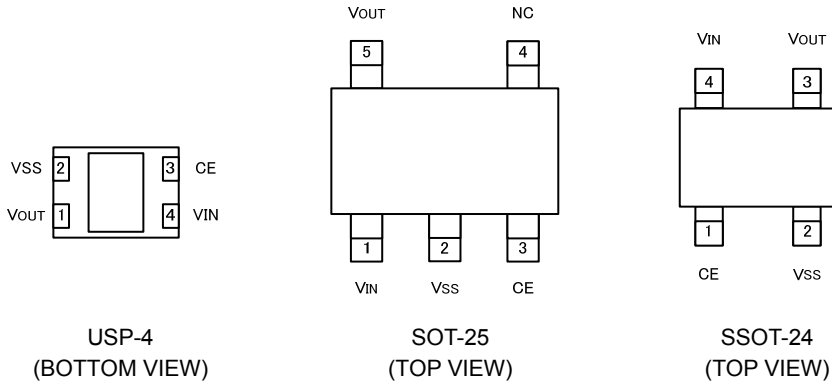 VSS 2 3 CE
VOUT 1 4 VIN
USP-4
(BOTTOM VIEW)
VOUT NC
5 4
1 2 3
VIN VSS CE
SOT-25
(TOP VIEW)
VIN VOUT
4 3
1 2
CE VSS
SSOT-24
(TOP VIEW)